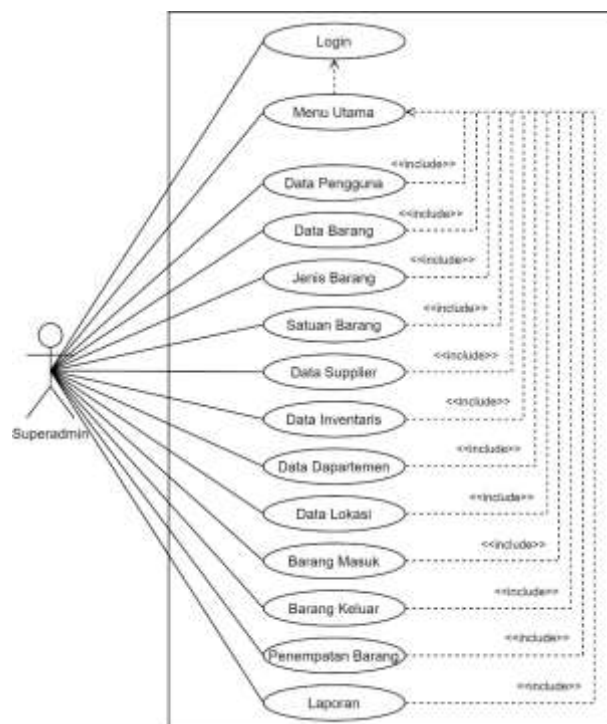 Login
Menu Utama
<<include>>
Data Pengguna
<<include>>
Data Barang
<<include>>
Jenis Barang
<<include>>
Satuan Barang
<<include>>
Data Supplier
<<include>>
Data Inventaris
<<include>>
Data Dapartemen
<<include>>
Data Lokasi
<<include>>
Barang Masuk
<<include>>
Barang Keluar
<<include>>
Penempatan Barang
<<include>>
Laporan
Superadmin